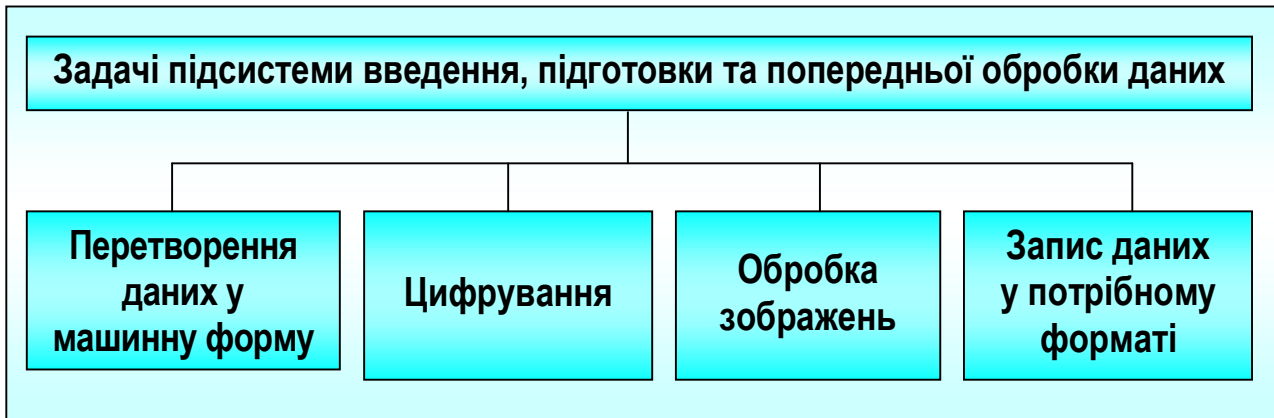 Задачі підсистеми введення, підготовки та попередньої обробки даних
Перетворення
даних у
машинну форму
Цифрування
Обробка
зображень
Запис даних
у потрібному
форматі